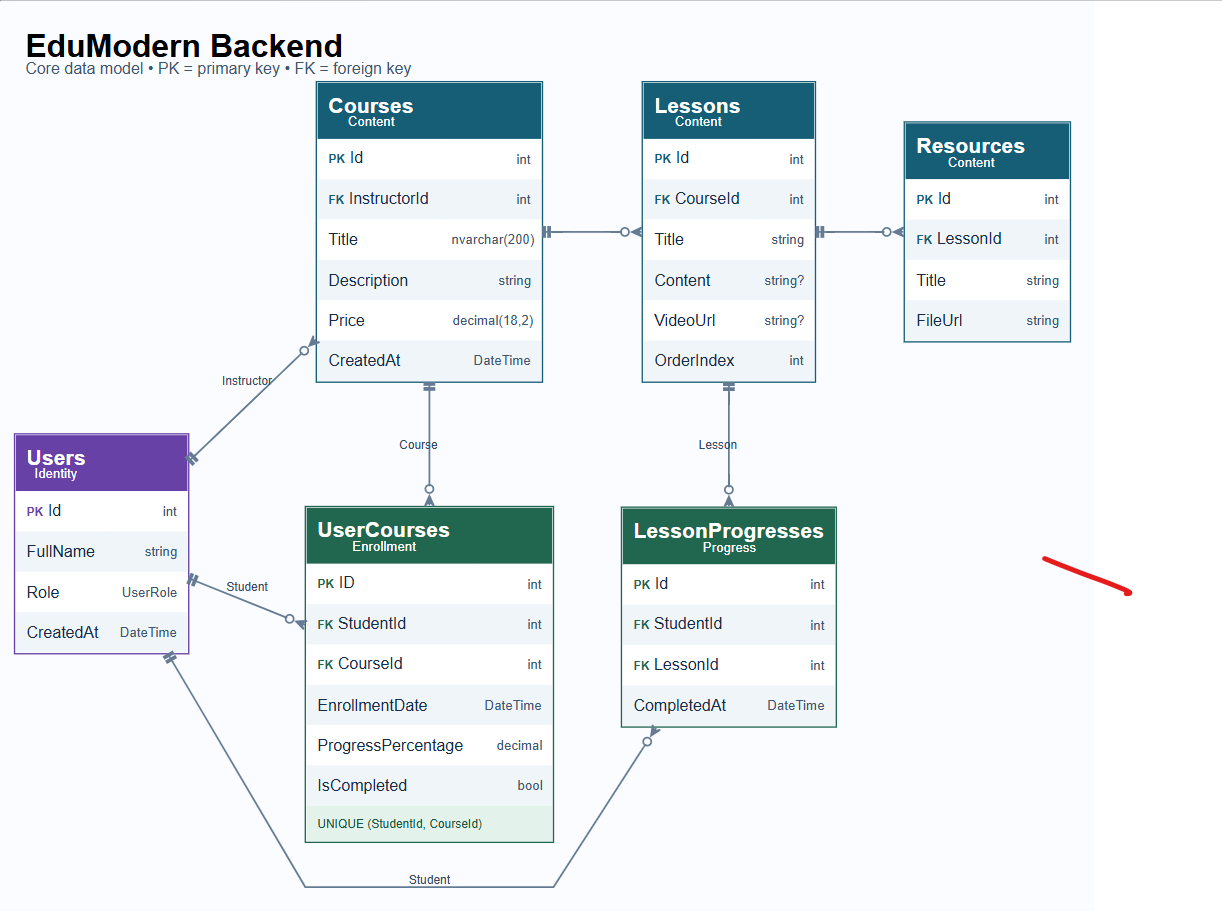 EduModern Backend
Core data model • PK = primary key • FK = foreign key
Courses
Content
PK Id int
FK InstructorId int
Title nvarchar(200)
Description string
Price decimal(18,2)
CreatedAt DateTime
Lessons
Content
PK Id int
FK CourseId int
Title string
Content string?
VideoUrl string?
OrderIndex int
Resources
Content
PK Id int
FK LessonId int
Title string
FileUrl string
Instructor
Course
Lesson
Users
Identity
PK Id int
FullName string
Role UserRole
CreatedAt DateTime
Student
UserCourses
Enrollment
PK ID int
FK StudentId int
FK CourseId int
EnrollmentDate DateTime
ProgressPercentage decimal
IsCompleted bool
UNIQUE (StudentId, CourseId)
LessonProgresses
Progress
PK Id int
FK StudentId int
FK LessonId int
CompletedAt DateTime
Student